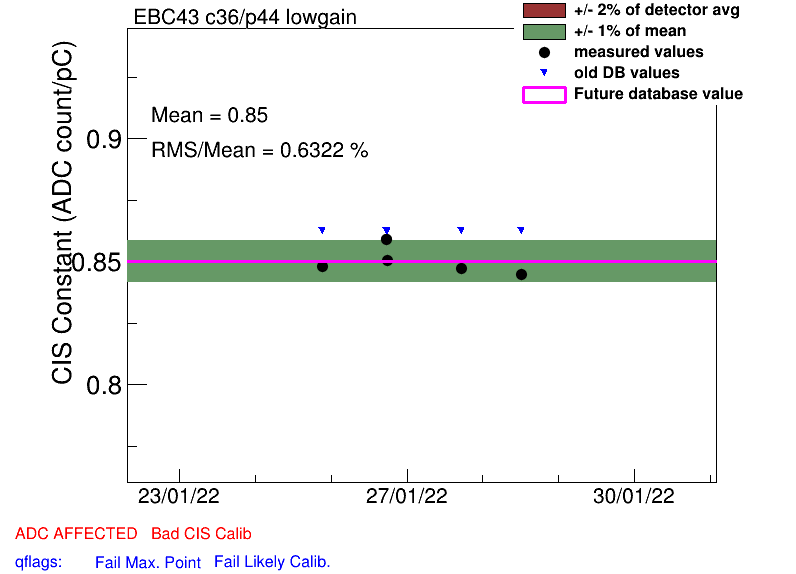 EBC43 c36/p44 lowgain
+/- 2% of detector avg
+/- 1% of mean
measured values
old DB values
Future database value
Mean = 0.85
RMS/Mean = 0.6322 %
CIS Constant (ADC count/pC)
0.9
0.85
0.8
23/01/22 27/01/22 30/01/22
ADC AFFECTED Bad CIS Calib
qflags: Fail Max. Point Fail Likely Calib.